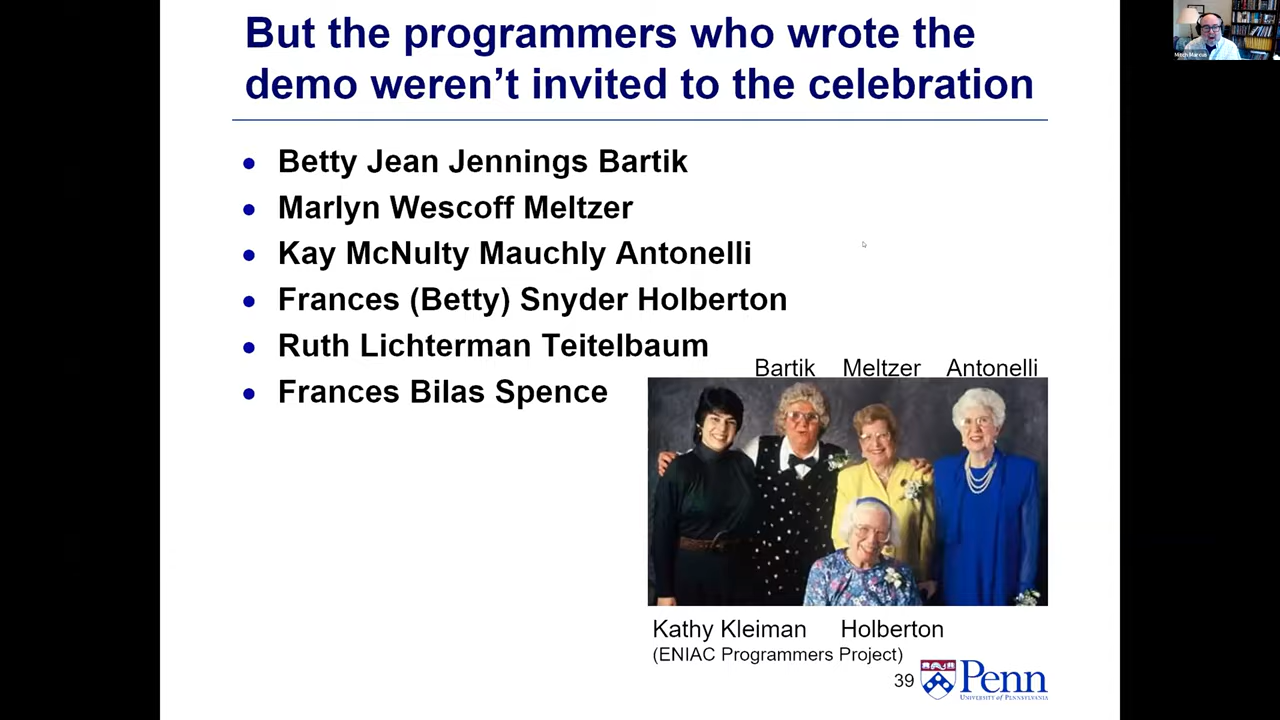 But the programmers who wrote the
demo weren't invited to the celebration
• Betty Jean Jennings Bartik
• Marlyn Wescoff Meltzer
• Kay McNulty Mauchly Antonelli
• Frances (Betty) Snyder Holberton
• Ruth Lichterman Teitelbaum
• Frances Bilas Spence
Bartik Meltzer Antonelli
Kathy Kleiman Holberton
(ENIAC Programmers Project)
39
Penn
UNIVERSITY of PENNSYLVANIA
Mitch Marcus